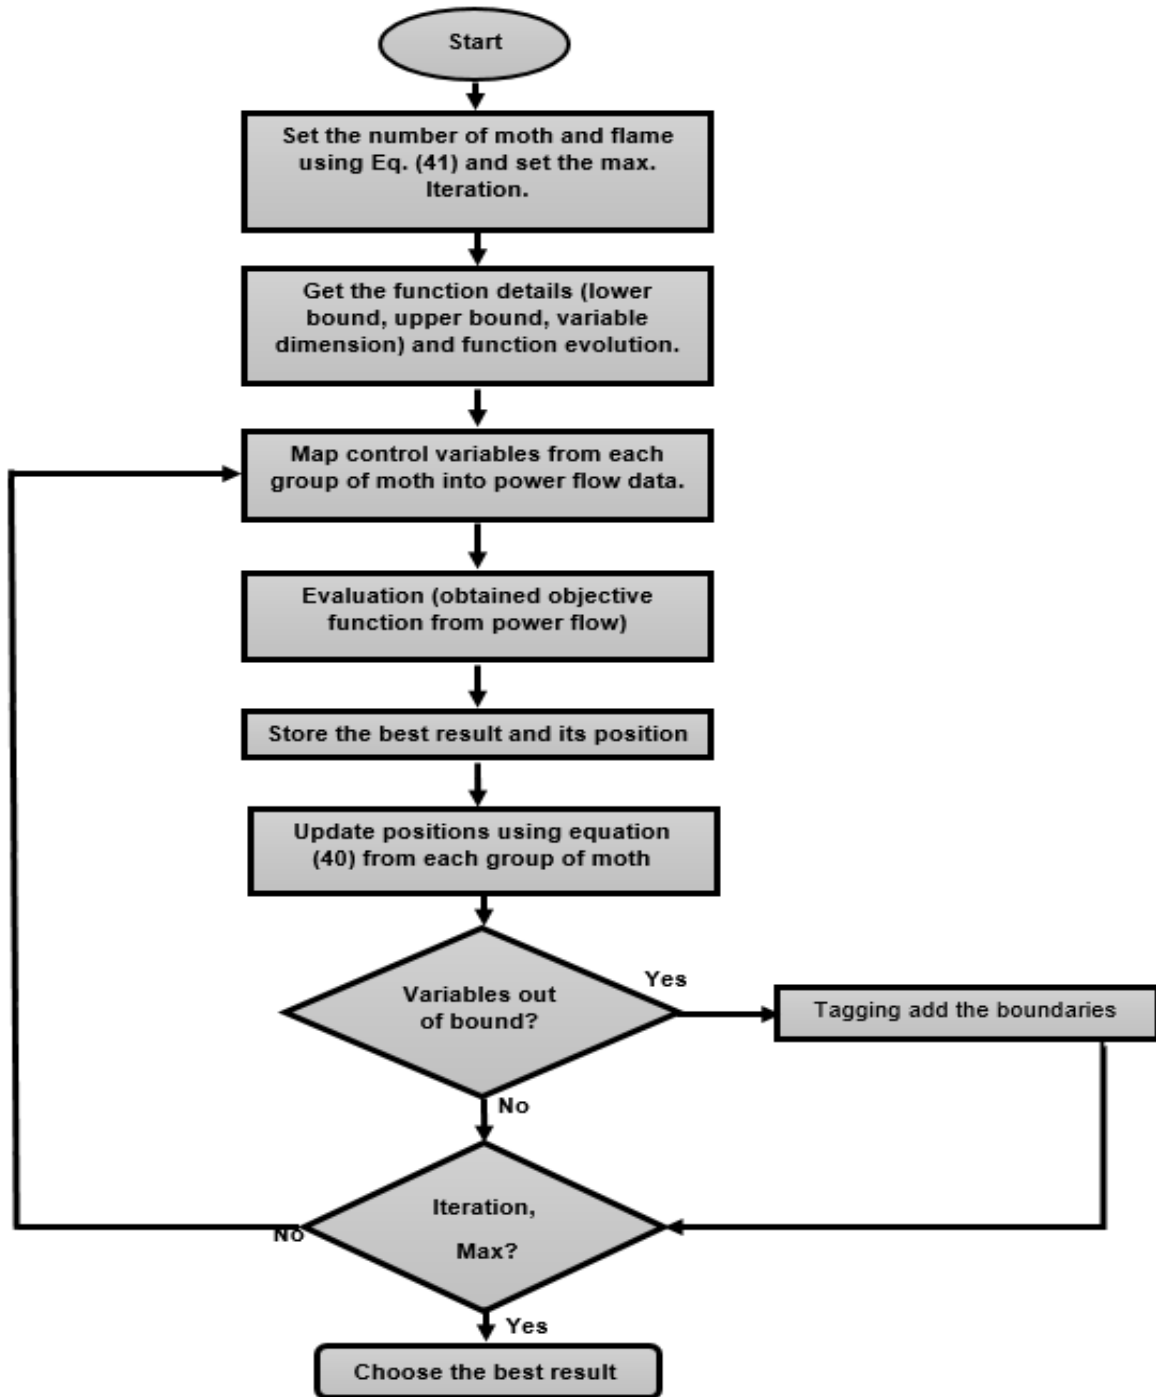 Start
Set the number of moth and flame
using Eq. (41) and set the max.
Iteration.
Get the function details (lower
bound, upper bound, variable
dimension) and function evolution.
Map control variables from each
group of moth into power flow data.
Evaluation (obtained objective
function from power flow)
Store the best result and its position
Update positions using equation
(40) from each group of moth
Variables out
of bound?
Yes
Tagging add the boundaries
No
Iteration,
Max?
No
Yes
Choose the best result